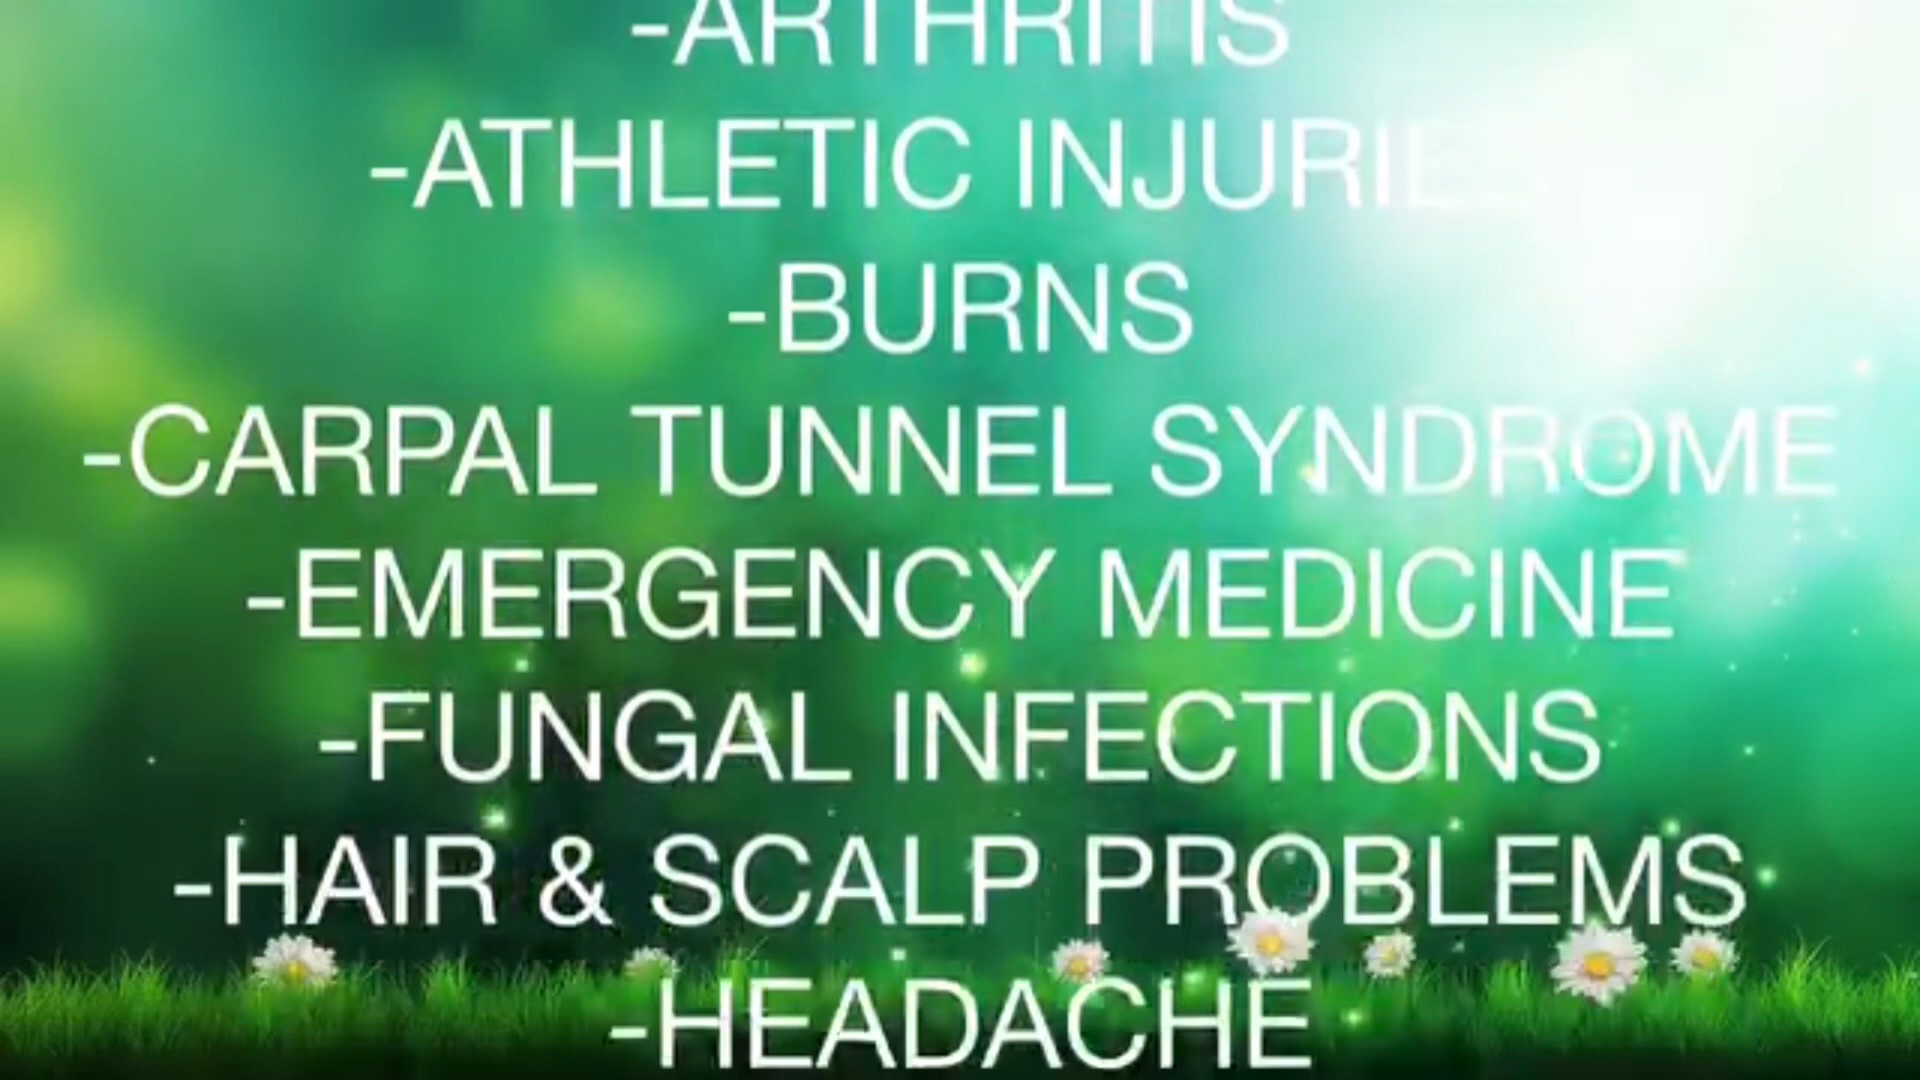 -ARTHRITIS
-ATHLETIC INJURIES
-BURNS
-CARPAL TUNNEL SYNDROME
-EMERGENCY MEDICINE
-FUNGAL INFECTIONS
-HAIR & SCALP PROBLEMS
-HEADACHE